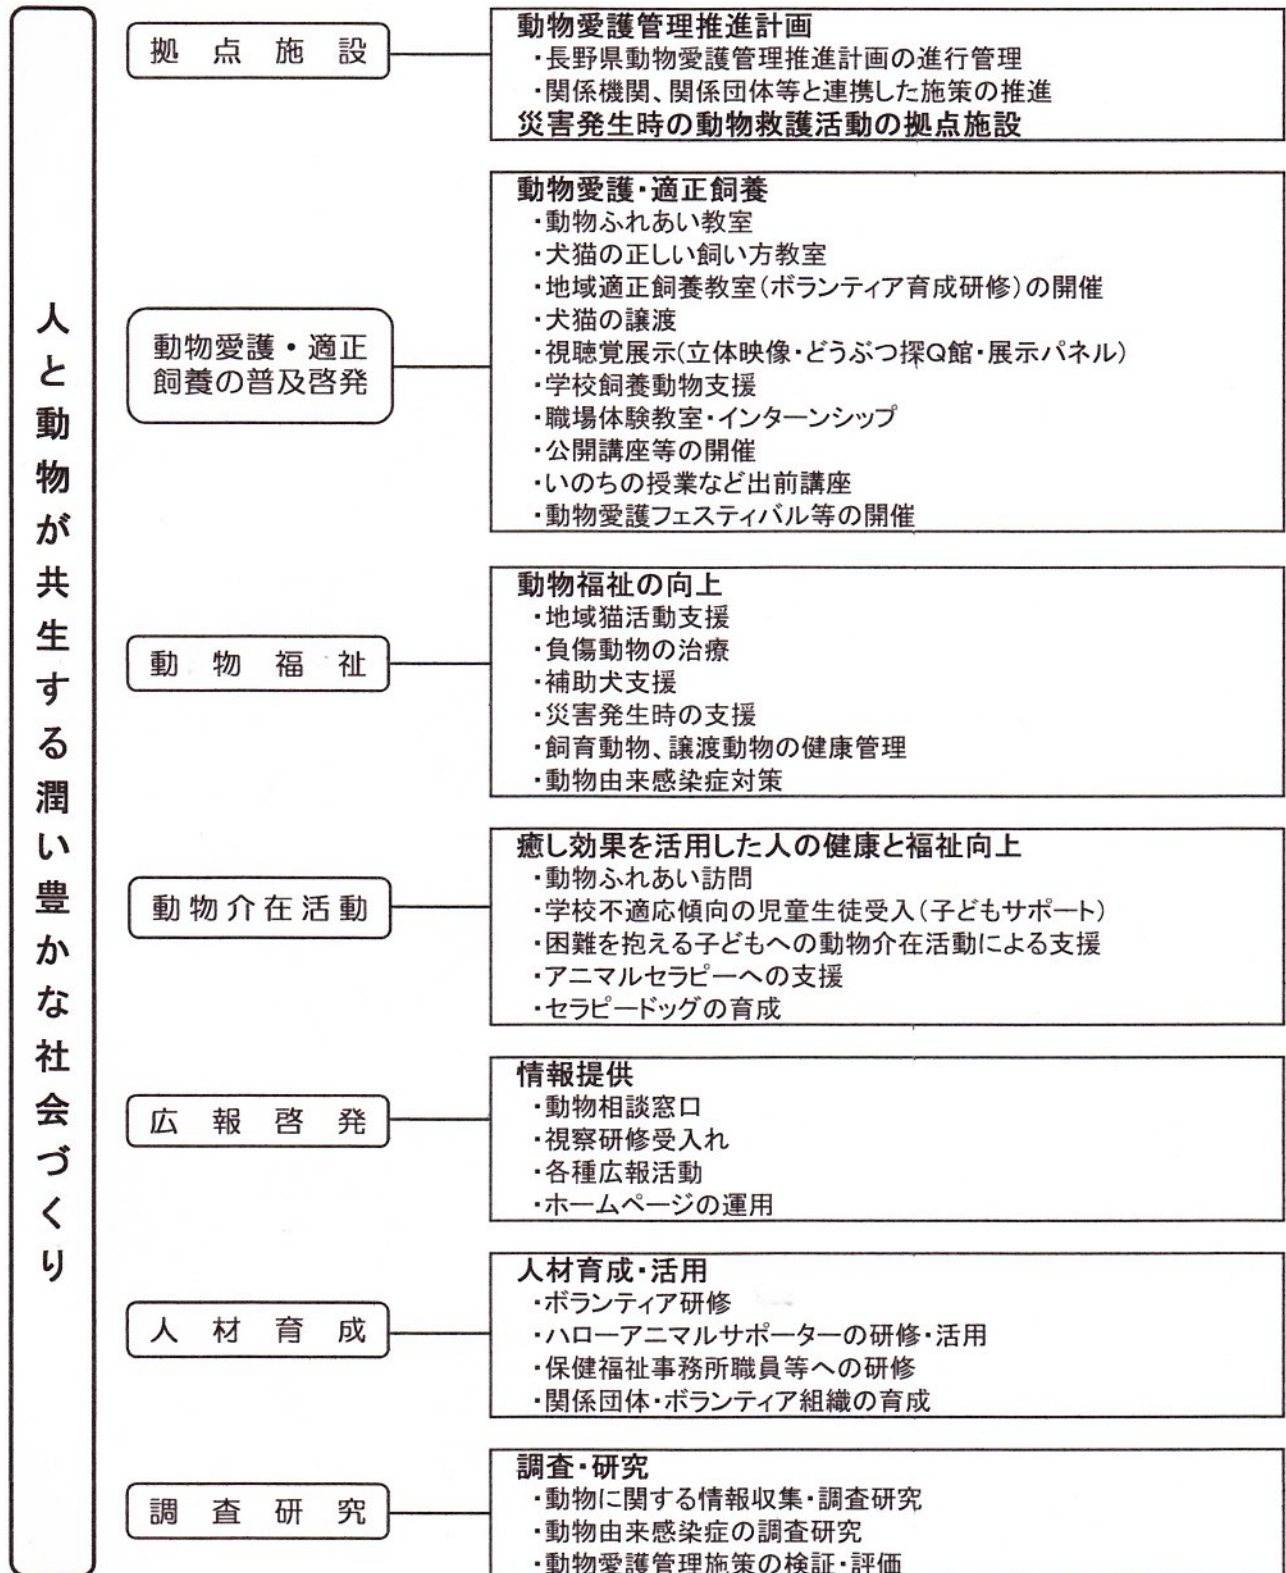 人と動物が共生する潤い豊かな社会づくり
拠点施設
動物愛護管理推進計画
・長野県動物愛護管理推進計画の進行管理
・関係機関、関係団体等と連携した施策の推進
災害発生時の動物救護活動の拠点施設
動物愛護・適正
飼養の普及啓発
動物愛護・適正飼養
・動物ふれあい教室
・犬猫の正しい飼い方教室
・地域適正飼養教室(ボランティア育成研修)の開催
・犬猫の譲渡
・視聴覚展示(立体映像・どうぶつ探Q館・展示パネル)
・学校飼養動物支援
・職場体験教室・インターンシップ
・公開講座等の開催
・いのちの授業など出前講座
・動物愛護フェスティバル等の開催
動物福祉
動物福祉の向上
・地域猫活動支援
・負傷動物の治療
・補助犬支援
・災害発生時の支援
・飼育動物、譲渡動物の健康管理
・動物由来感染症対策
動物介在活動
癒し効果を活用した人の健康と福祉向上
・動物ふれあい訪問
・学校不適応傾向の児童生徒受入(子どもサポート)
・困難を抱える子どもへの動物介在活動による支援
・アニマルセラピーへの支援
・セラピードッグの育成
広報啓発
情報提供
・動物相談窓口
・視察研修受入れ
・各種広報活動
・ホームページの運用
人材育成
人材育成・活用
・ボランティア研修
・ハローアニマルサポーターの研修・活用
・保健福祉事務所職員等への研修
・関係団体・ボランティア組織の育成
調査研究
調査・研究
・動物に関する情報収集・調査研究
・動物由来感染症の調査研究
・動物愛護管理施策の検証・評価